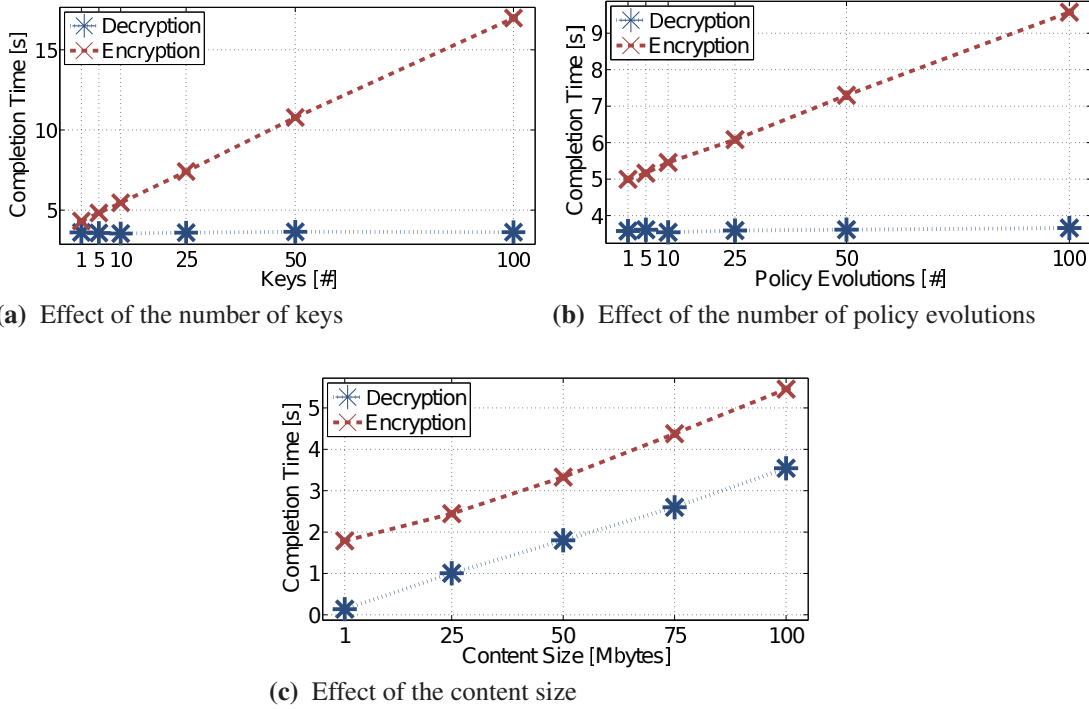 Decryption
Encryption
Completion Time [s]
15
10
5
1 5 10 25 50 100
Keys [#]
(a) Effect of the number of keys
Decryption
Encryption
Completion Time [s]
9
8
7
6
5
4
1 5 10 25 50 100
Policy Evolutions [#]
(b) Effect of the number of policy evolutions
Decryption
Encryption
Completion Time [s]
5
4
3
2
1
0
1 25 50 75 100
Content Size [Mbytes]
(c) Effect of the content size